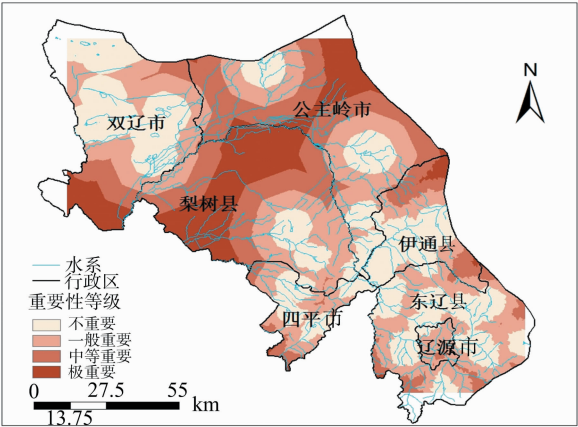 N
公主岭市
双辽市
梨树县
伊通县
水系
行政区
重要性等级
东辽县
四平市
辽源市
不重要
一般重要
中等重要
极重要
0 27.5 55
km
13.75